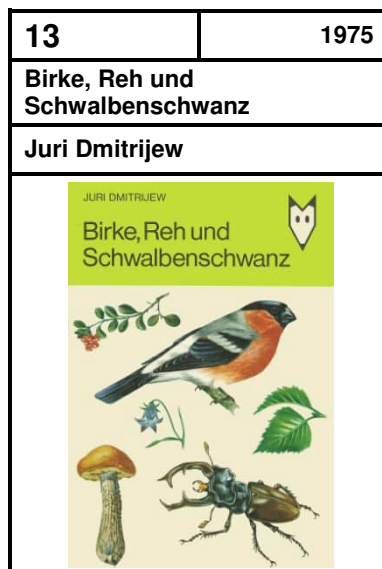 13
1975
Birke, Reh und
Schwalbenschwanz
Juri Dmitrijew
JURI DMITRIJEW
Birke, Reh und
Schwalbenschwanz